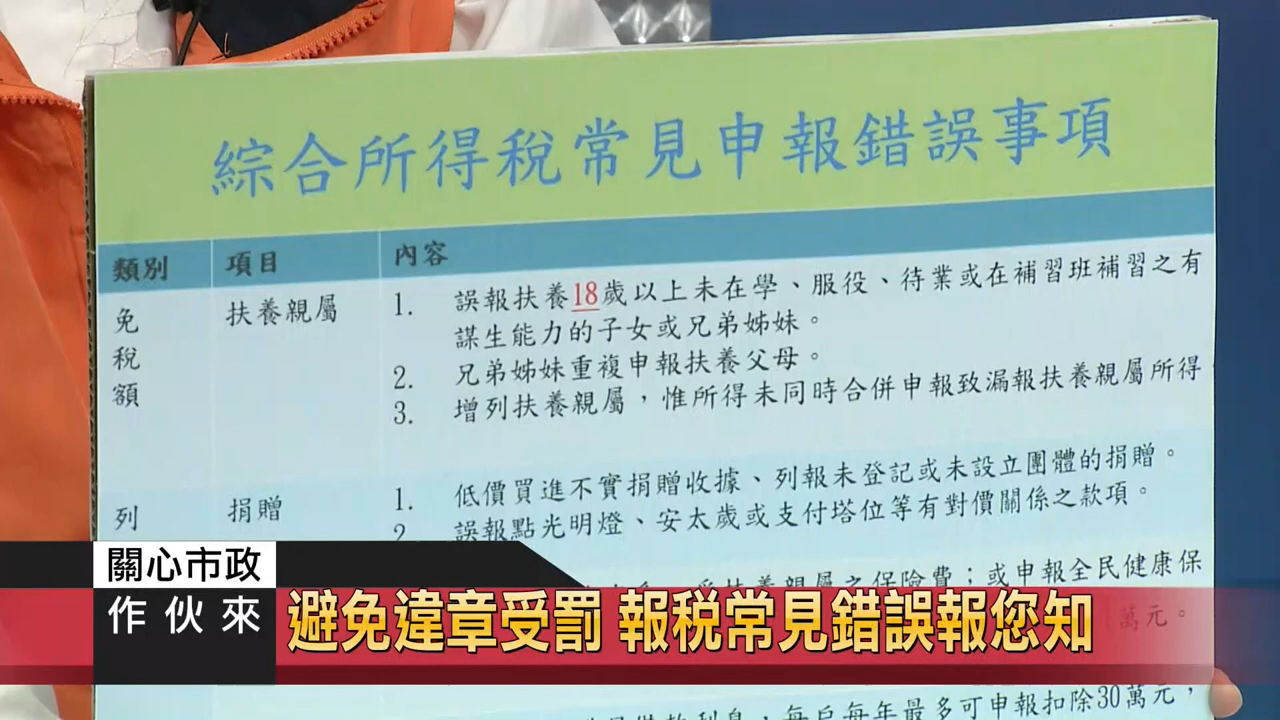 綜合所得稅常見申報錯誤事項
類別 項目 內容
免稅額 扶養親屬
1. 誤報扶養18歲以上未在學、服役、待業或在補習班補習之有
謀生能力的子女或兄弟姊妹。
2. 兄弟姊妹重複申報扶養父母。
3. 增列扶養親屬,惟所得未同時合併申報致漏報扶養親屬所得
列 捐贈
1. 低價買進不實捐贈收據、列報未登記或未設立團體的捐贈。
2. 誤報點光明燈、安太歲或支付塔位等有對價關係之款項。
扶養親屬之保險費;或申報全民健康保
萬元。
每戶每年最多可申報扣除30萬元,
關心市政
作伙來
避免違章受罰 報稅常見錯誤報您知